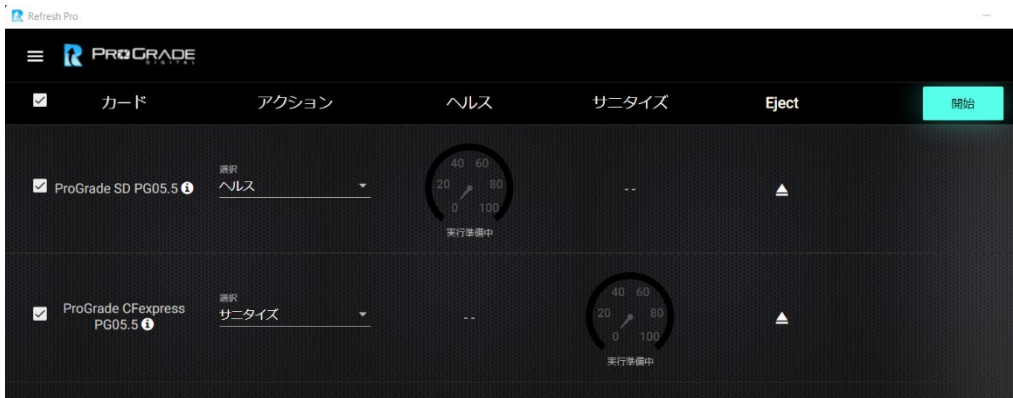 Refresh Pro
PROGRADE
DIGITAL
カード アクション ヘルス サニタイズ Eject 開始
選択
ProGrade SD PG05.5 ヘルス
40 60
20 80
0 100
実行準備中
- -
選択
ProGrade CFexpress
PG05.5
サニタイズ
- -
40 60
20 80
0 100
実行準備中